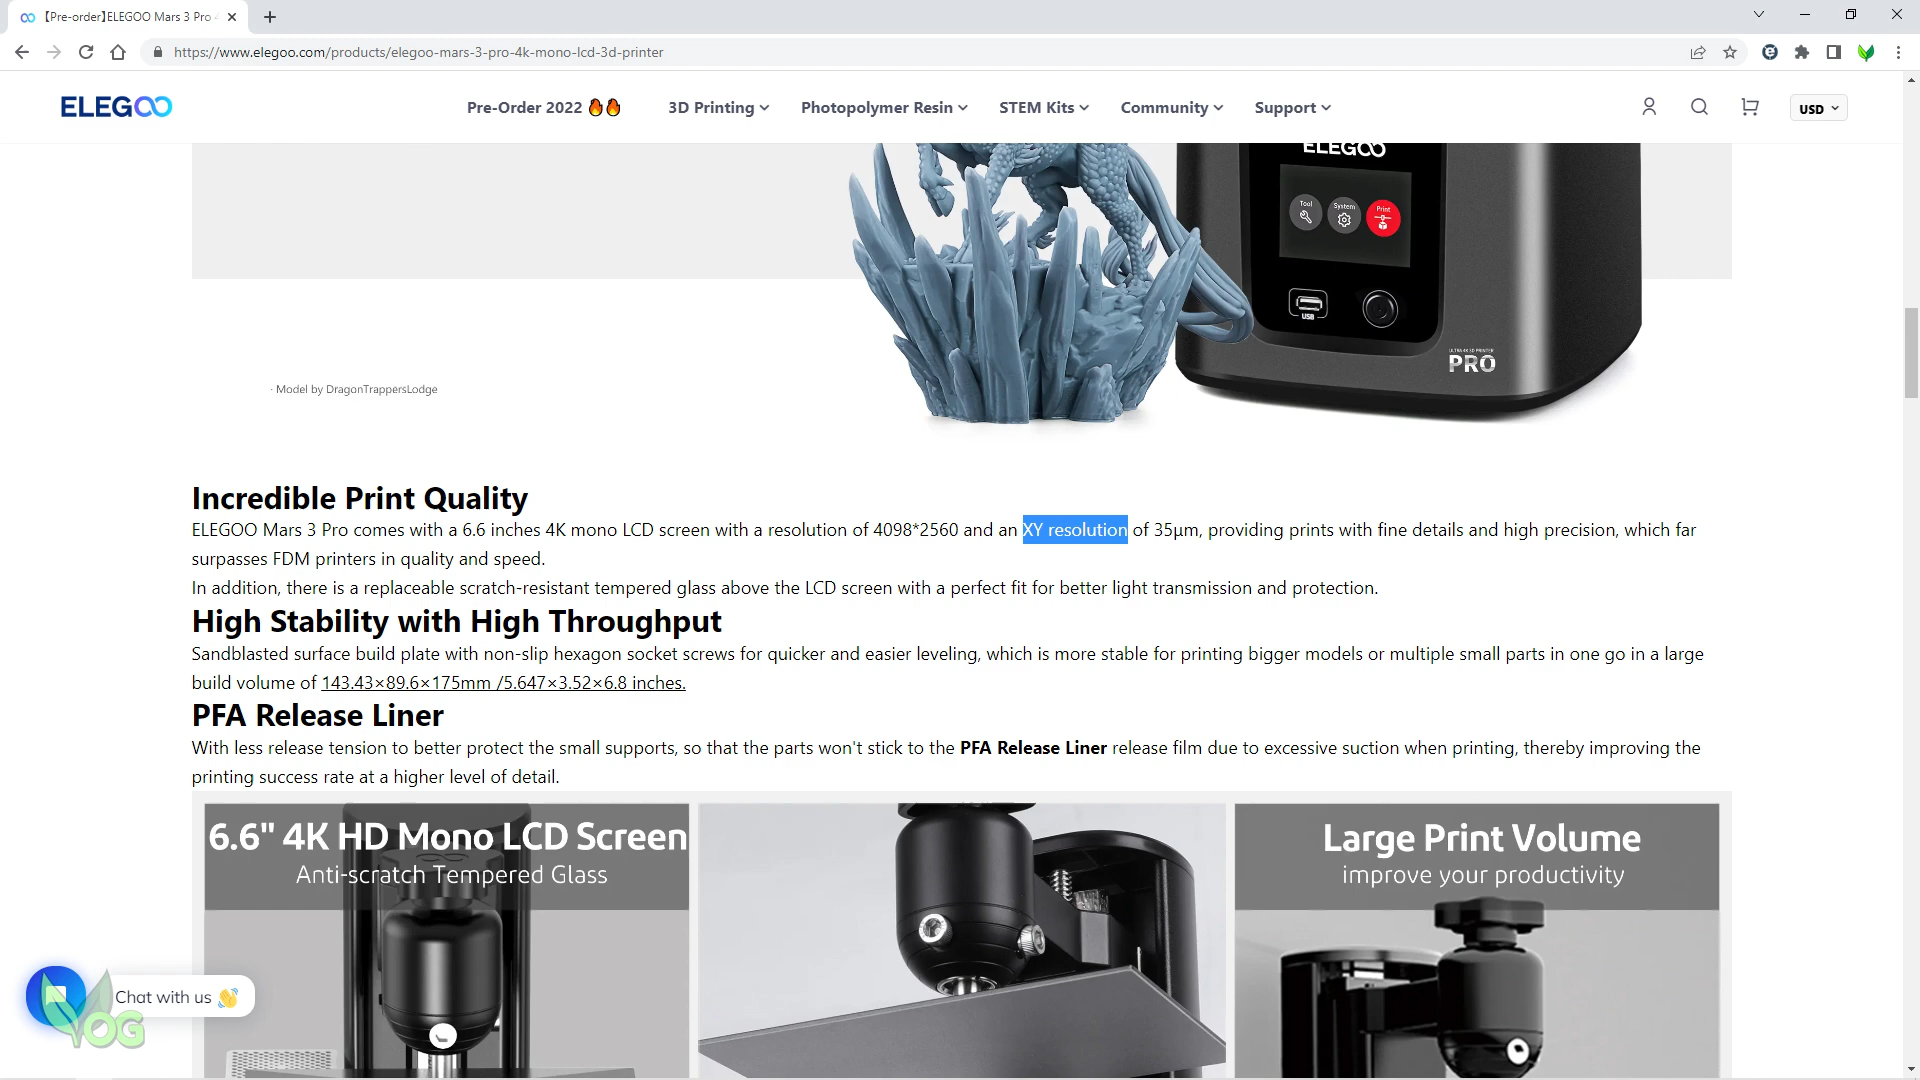 【Pre-order】ELEGOO Mars 3 Pro 4
https://www.elegoo.com/products/elegoo-mars-3-pro-4k-mono-lcd-3d-printer
ELEGOO
Pre-Order 2022 🔥🔥
3D Printing
Photopolymer Resin
STEM Kits
Community
Support
USD
ELEGOO
Tool
System
Print
USB
ULTRA 4K 3D PRINTER
PRO
· Model by DragonTrappersLodge
Incredible Print Quality
ELEGOO Mars 3 Pro comes with a 6.6 inches 4K mono LCD screen with a resolution of 4098*2560 and an XY resolution of 35μm, providing prints with fine details and high precision, which far
surpasses FDM printers in quality and speed.
In addition, there is a replaceable scratch-resistant tempered glass above the LCD screen with a perfect fit for better light transmission and protection.
High Stability with High Throughput
Sandblasted surface build plate with non-slip hexagon socket screws for quicker and easier leveling, which is more stable for printing bigger models or multiple small parts in one go in a large
build volume of 143.43×89.6×175mm /5.647×3.52×6.8 inches.
PFA Release Liner
With less release tension to better protect the small supports, so that the parts won't stick to the PFA Release Liner release film due to excessive suction when printing, thereby improving the
printing success rate at a higher level of detail.
6.6" 4K HD Mono LCD Screen
Anti-scratch Tempered Glass
Large Print Volume
improve your productivity
Chat with us 👋
VOG